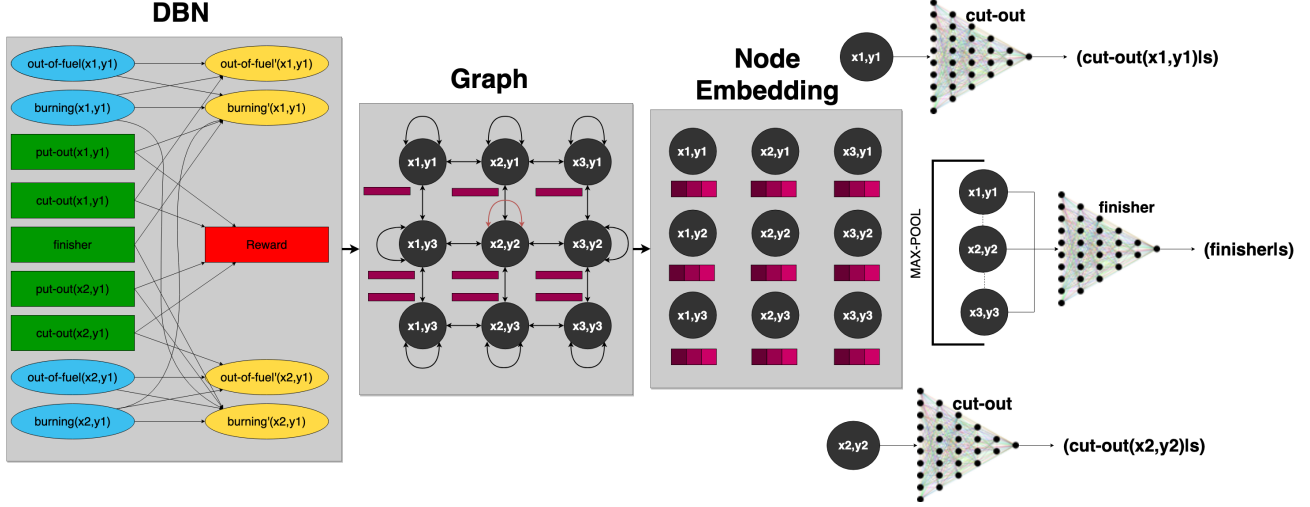 DBN
out-of-fuel(x1,y1)
out-of-fuel'(x1,y1)
burning(x1,y1)
burning'(x1,y1)
put-out(x1,y1)
cut-out(x1,y1)
finisher
Reward
put-out(x2,y1)
cut-out(x2,y1)
out-of-fuel(x2,y1)
out-of-fuel'(x2,y1)
burning(x2,y1)
burning'(x2,y1)
Graph
x1,y1
x2,y1
x3,y1
x1,y3
x2,y2
x3,y2
x1,y3
x2,y3
x3,y3
Node
Embedding
x1,y1
x2,y1
x3,y1
x1,y2
x2,y2
x3,y2
x1,y3
x2,y3
x3,y3
x1,y1
cut-out
(cut-out(x1,y1)|s)
MAX-POOL
x1,y1
x2,y2
x3,y3
finisher
(finisher|s)
x2,y2
cut-out
(cut-out(x2,y2)|s)